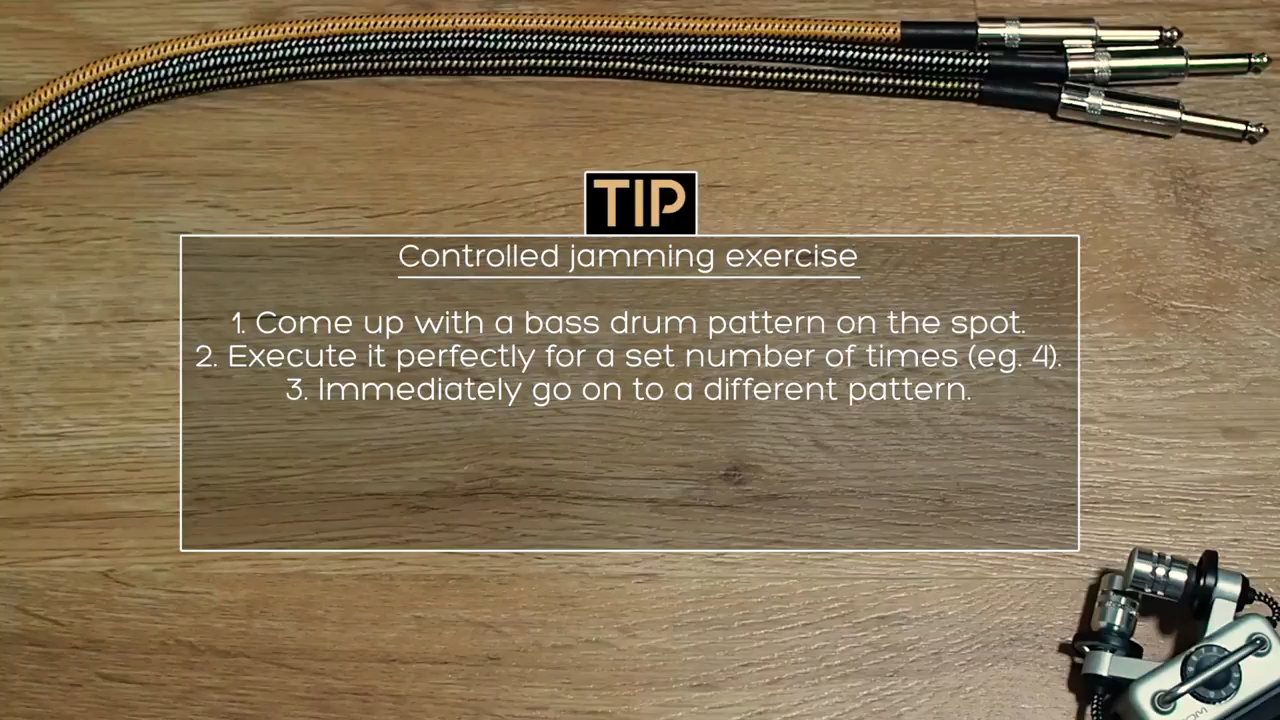 TIP
Controlled jamming exercise
1. Come up with a bass drum pattern on the spot.
2. Execute it perfectly for a set number of times (eg. 4).
3. Immediately go on to a different pattern.